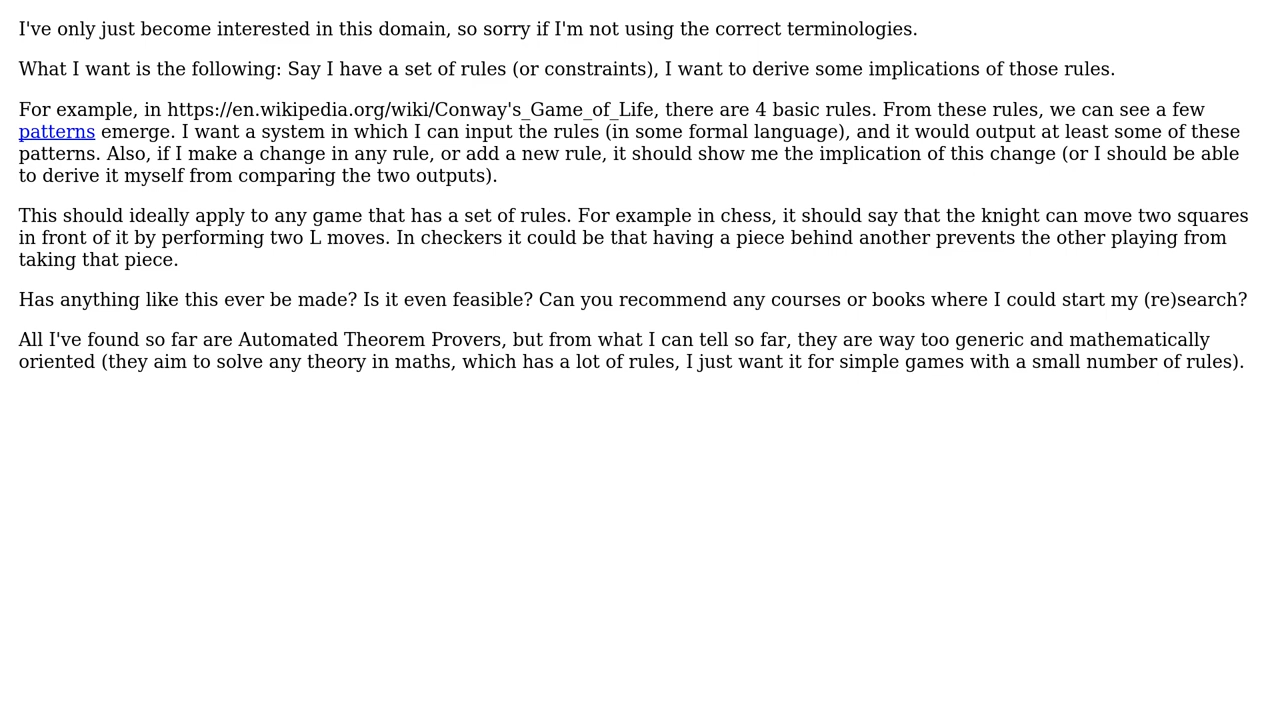 I've only just become interested in this domain, so sorry if I'm not using the correct terminologies.
What I want is the following: Say I have a set of rules (or constraints), I want to derive some implications of those rules.
For example, in https://en.wikipedia.org/wiki/Conway's_Game_of_Life, there are 4 basic rules. From these rules, we can see a few
patterns emerge. I want a system in which I can input the rules (in some formal language), and it would output at least some of these
patterns. Also, if I make a change in any rule, or add a new rule, it should show me the implication of this change (or I should be able
to derive it myself from comparing the two outputs).
This should ideally apply to any game that has a set of rules. For example in chess, it should say that the knight can move two squares
in front of it by performing two L moves. In checkers it could be that having a piece behind another prevents the other playing from
taking that piece.
Has anything like this ever be made? Is it even feasible? Can you recommend any courses or books where I could start my (re)search?
All I've found so far are Automated Theorem Provers, but from what I can tell so far, they are way too generic and mathematically
oriented (they aim to solve any theory in maths, which has a lot of rules, I just want it for simple games with a small number of rules).